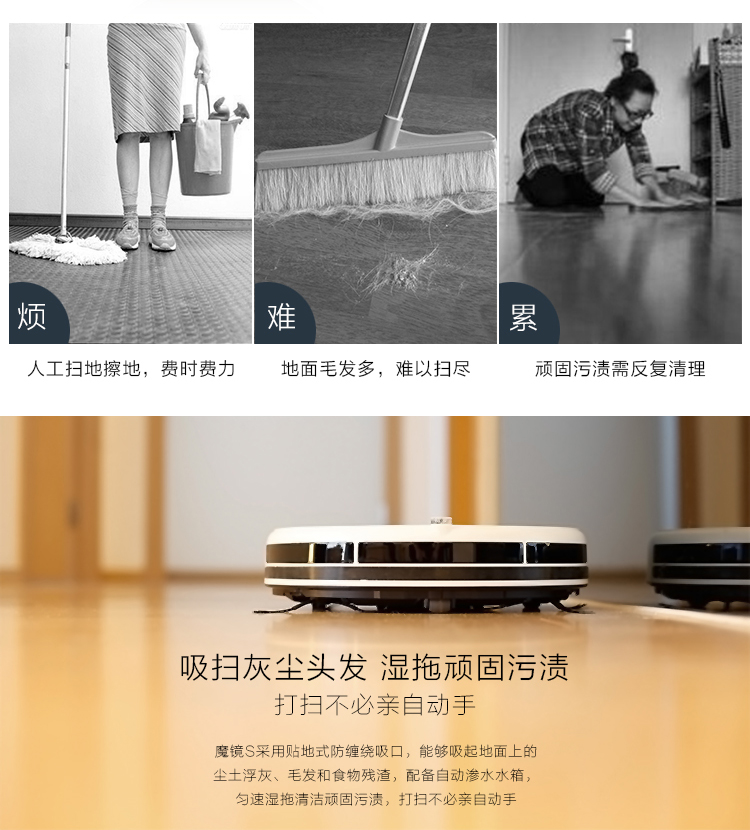 烦
难
累
人工扫地擦地，费时费力
地面毛发多，难以扫尽
顽固污渍需反复清理
吸扫灰尘头发 湿拖顽固污渍
打扫不必亲自动手
魔镜S采用贴地式防缠绕吸口，能够吸起地面上的
尘土浮灰、毛发和食物残渣，配备自动渗水水箱，
匀速湿拖清洁顽固污渍，打扫不必亲自动手